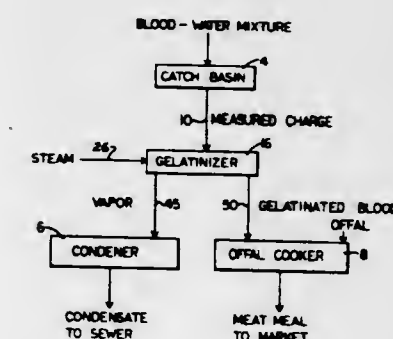 BLOOD-WATER MIXTURE
4
CATCH BASIN
10 MEASURED CHARGE
16
26
STEAM
GELATINIZER
VAPOR 45 50 GELATINATED BLOOD
OFFAL
6
CONDENER OFFAL COOKER 8
CONDENSATE
TO SEWER
MEAT MEAL
TO MARKET